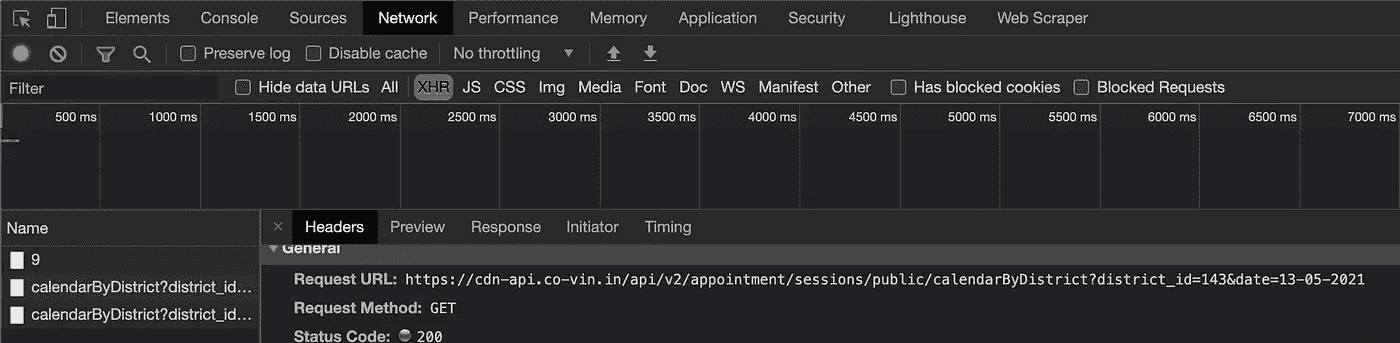 Elements Console Sources Network Performance Memory Application Security Lighthouse Web Scraper
Preserve log Disable cache No throttling
Filter Hide data URLs All XHR JS CSS Img Media Font Doc WS Manifest Other Has blocked cookies Blocked Requests
500 ms 1000 ms 1500 ms 2000 ms 2500 ms 3000 ms 3500 ms 4000 ms 4500 ms 5000 ms 5500 ms 6000 ms 6500 ms 7000 ms
Name × Headers Preview Response Initiator Timing
General
9
Request URL: https://cdn-api.co-vin.in/api/v2/appointment/sessions/public/calendarByDistrict?district_id=143&date=13-05-2021
calendarByDistrict?district_id...
Request Method: GET
calendarByDistrict?district_id...
Status Code: 200